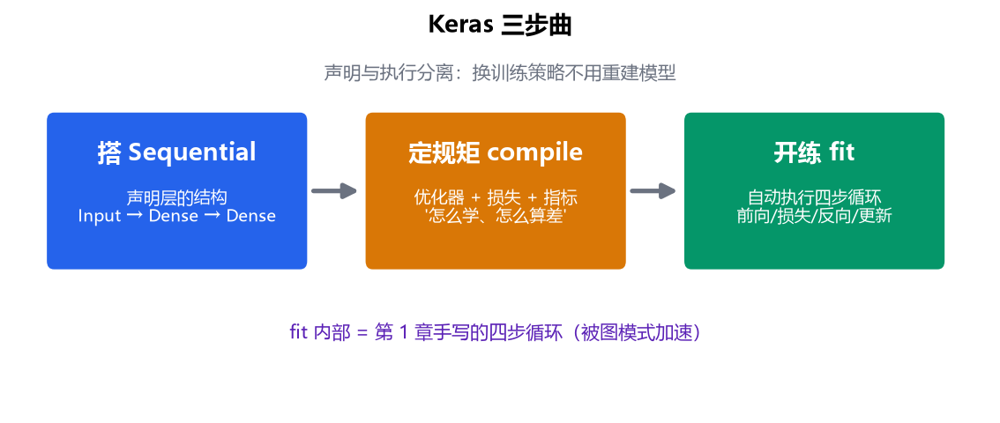 Keras 三步曲
声明与执行分离：换训练策略不用重建模型
搭 Sequential
声明层的结构
Input → Dense → Dense
定规矩 compile
优化器 + 损失 + 指标
'怎么学、怎么算差'
开练 fit
自动执行四步循环
前向/损失/反向/更新
fit 内部 = 第 1 章手写的四步循环（被图模式加速）